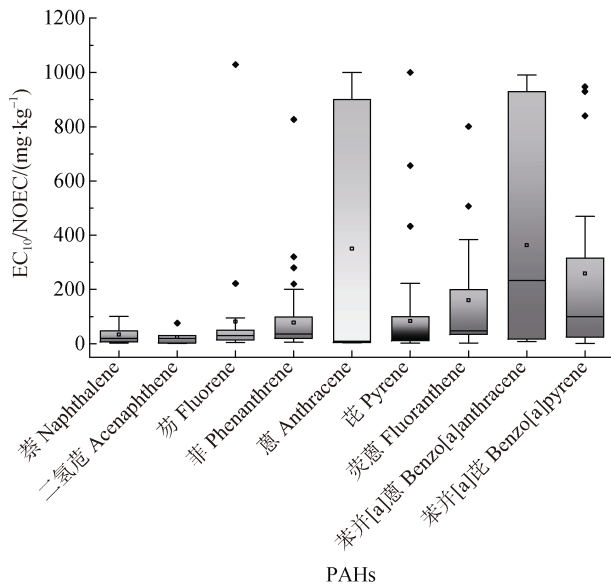 EC₁₀/NOEC/(mg·kg⁻¹)
1200
1000
800
600
400
200
0
萘 Naphthalene
二氢苊 Acenaphthene
芴 Fluorene
菲 Phenanthrene
蒽 Anthracene
芘 Pyrene
荧蒽 Fluoranthene
苯并[a]蒽 Benzo[a]anthracene
苯并[a]芘 Benzo[a]pyrene
PAHs